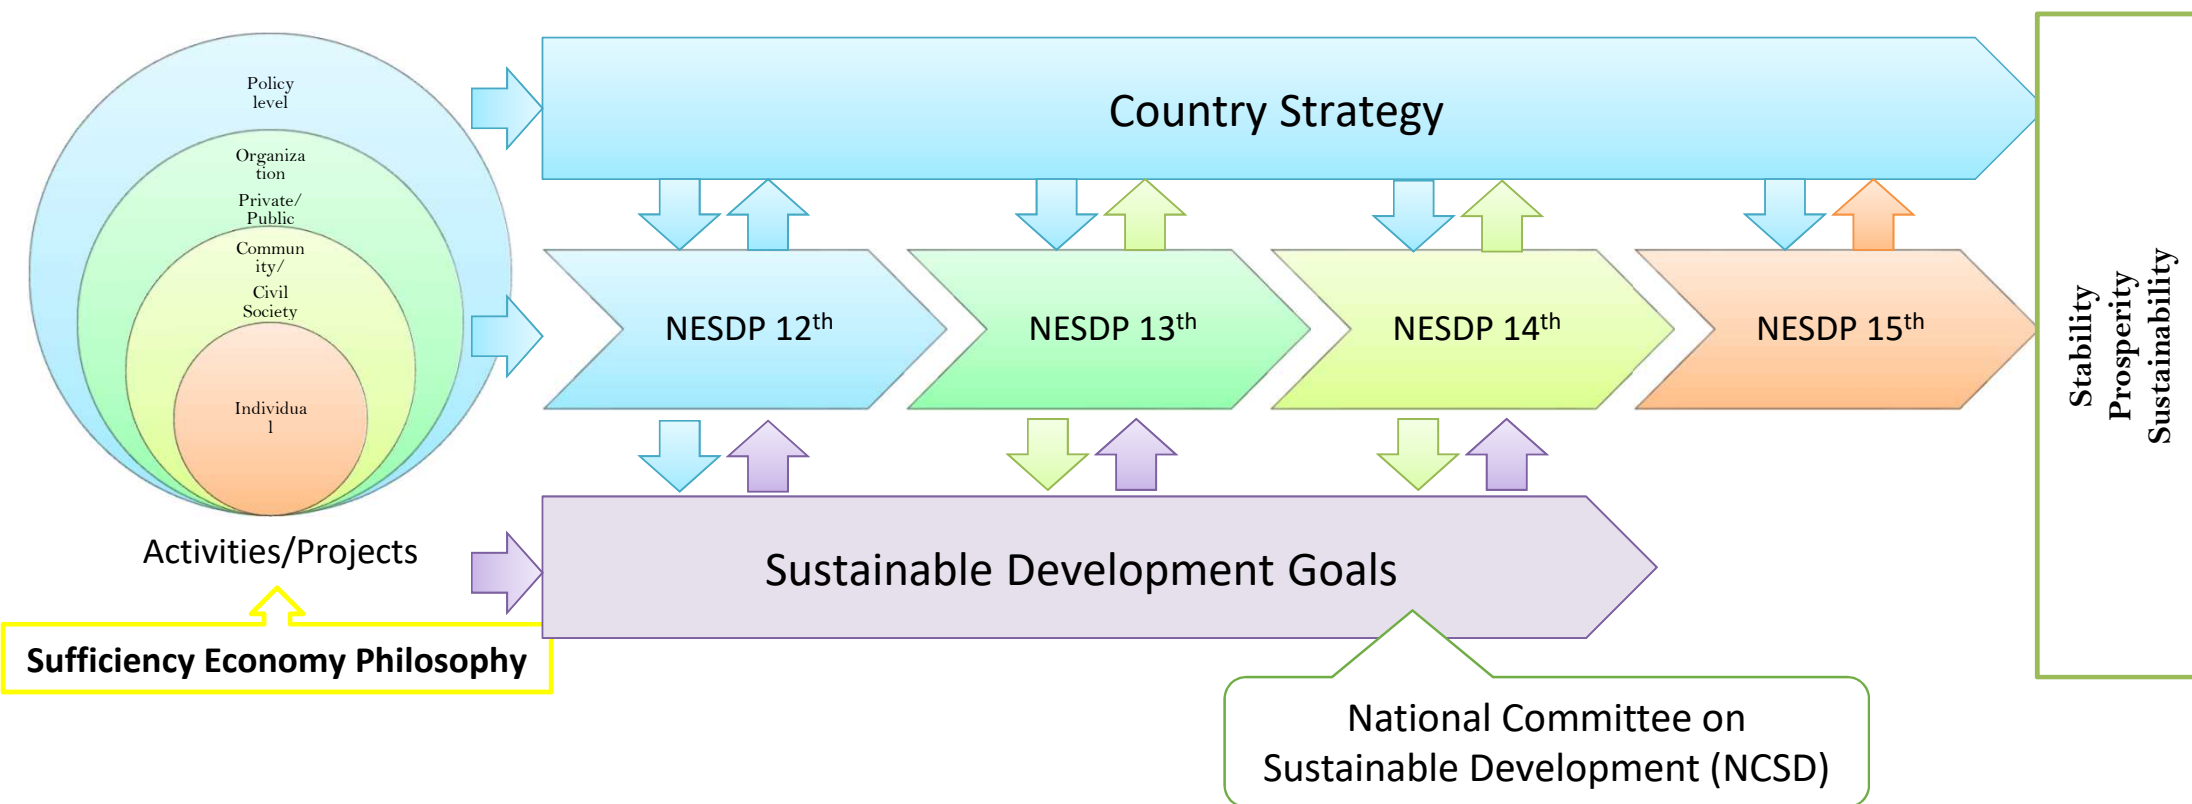 Policy
level
Organiza
tion
Private/
Public
Commun
ity/
Civil
Society
Individua
l
Activities/Projects
Sufficiency Economy Philosophy
Country Strategy
NESDP 12th
NESDP 13th
NESDP 14th
NESDP 15th
Sustainable Development Goals
National Committee on
Sustainable Development (NCSD)
Stability
Prosperity
Sustainability